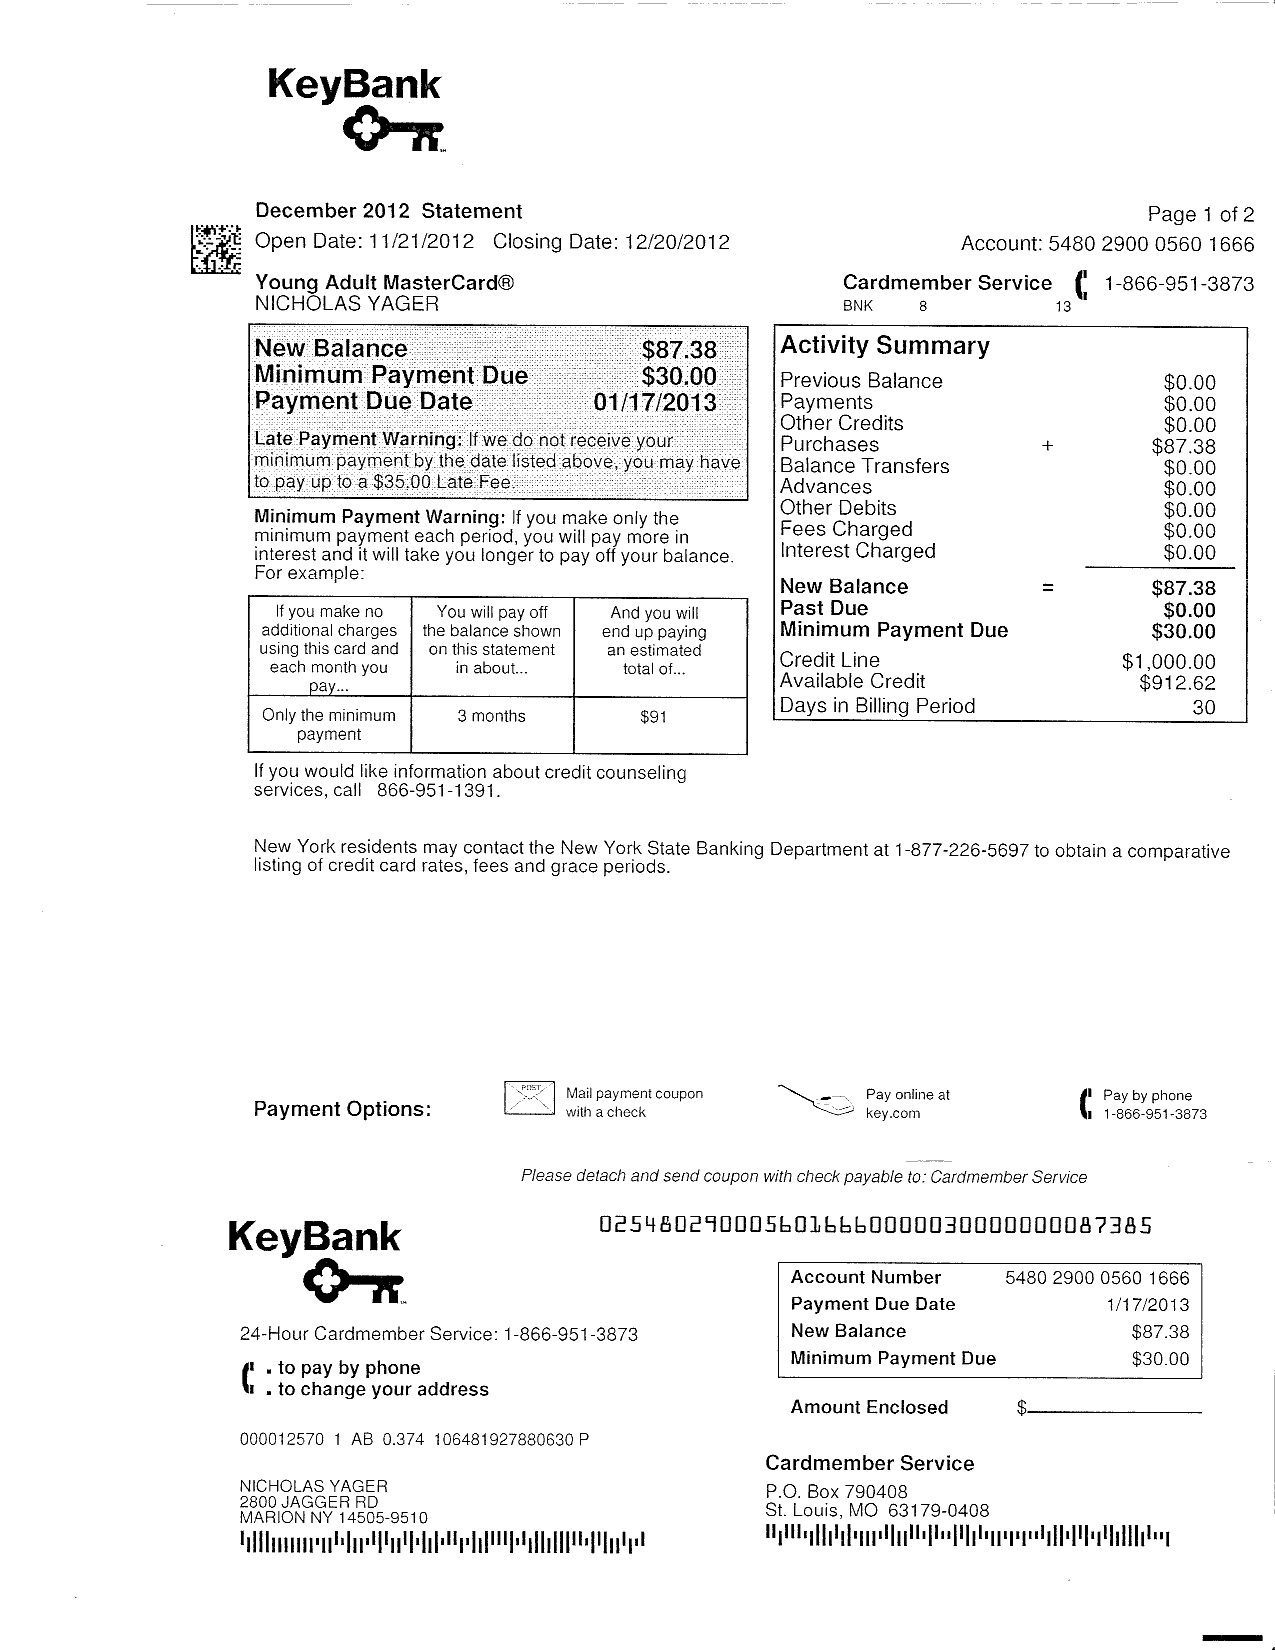 KeyBank
December 2012 Statement
Page 1 of 2
Open Date: 11/21/2012 Closing Date: 12/20/2012
Account: 5480 2900 0560 1666
Young Adult MasterCard®
NICHOLAS YAGER
Cardmember Service 1-866-951-3873
BNK 8 13
New Balance $87.38
Minimum Payment Due $30.00
Payment Due Date 01/17/2013
Late Payment Warning: If we do not receive your
minimum payment by the date listed above, you may have
to pay up to a $35.00 Late Fee.
Minimum Payment Warning: If you make only the
minimum payment each period, you will pay more in
interest and it will take you longer to pay off your balance.
For example:
If you make no
additional charges
using this card and
each month you
pay...
You will pay off
the balance shown
on this statement
in about...
And you will
end up paying
an estimated
total of...
Only the minimum
payment
3 months
$91
If you would like information about credit counseling
services, call 866-951-1391.
Activity Summary
Previous Balance $0.00
Payments $0.00
Other Credits $0.00
Purchases + $87.38
Balance Transfers $0.00
Advances $0.00
Other Debits $0.00
Fees Charged $0.00
Interest Charged $0.00
New Balance = $87.38
Past Due $0.00
Minimum Payment Due $30.00
Credit Line $1,000.00
Available Credit $912.62
Days in Billing Period 30
New York residents may contact the New York State Banking Department at 1-877-226-5697 to obtain a comparative
listing of credit card rates, fees and grace periods.
Payment Options:
POST
Mail payment coupon
with a check
Pay online at
key.com
Pay by phone
1-866-951-3873
Please detach and send coupon with check payable to: Cardmember Service
KeyBank
0254802900056016660000030000000000087385
24-Hour Cardmember Service: 1-866-951-3873
. to pay by phone
. to change your address
000012570 1 AB 0.374 106481927880630 P
NICHOLAS YAGER
2800 JAGGER RD
MARION NY 14505-9510
Account Number 5480 2900 0560 1666
Payment Due Date 1/17/2013
New Balance $87.38
Minimum Payment Due $30.00
Amount Enclosed $
Cardmember Service
P.O. Box 790408
St. Louis, MO 63179-0408